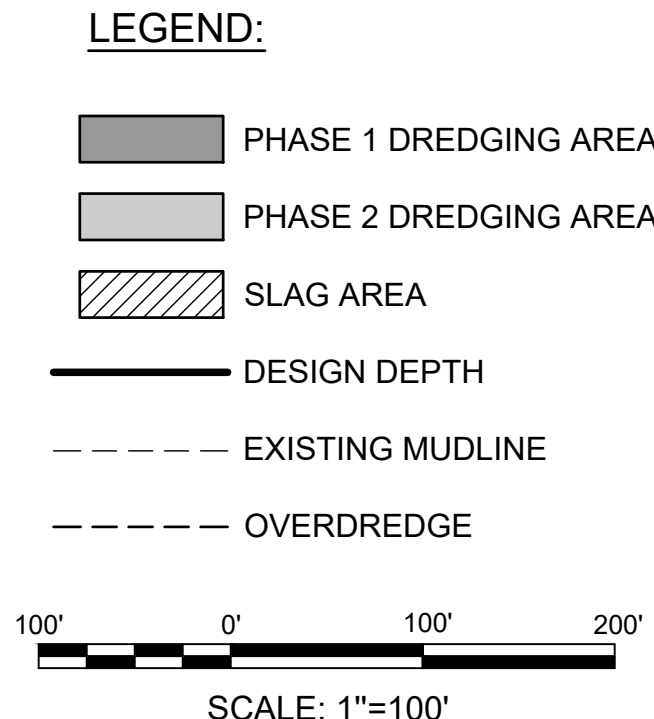 LEGEND:
PHASE 1 DREDGING AREA
PHASE 2 DREDGING AREA
SLAG AREA
DESIGN DEPTH
EXISTING MUDLINE
OVERDREDGE
100' 0' 100' 200'
SCALE: 1"=100'